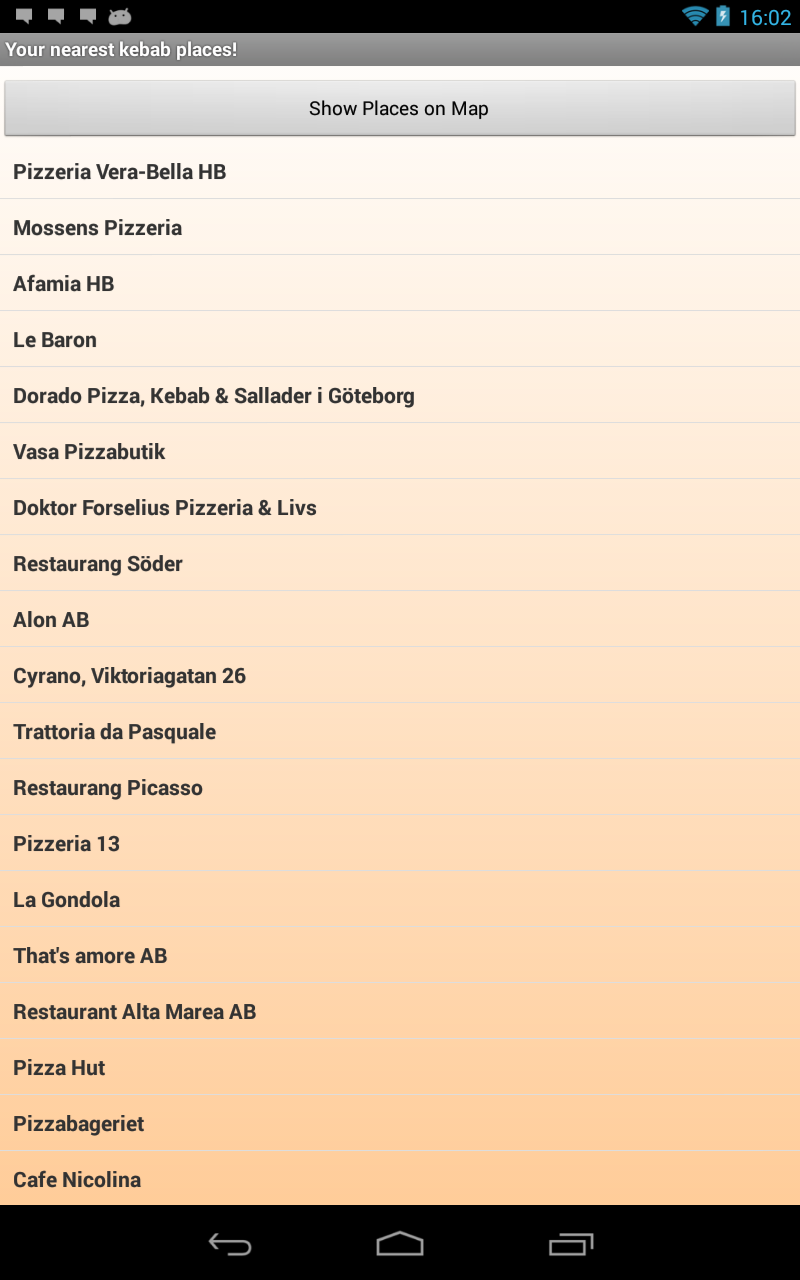 16:02
Your nearest kebab places!
Show Places on Map
Pizzeria Vera-Bella HB
Mossens Pizzeria
Afamia HB
Le Baron
Dorado Pizza, Kebab & Sallader i Göteborg
Vasa Pizzabutik
Doktor Forselius Pizzeria & Livs
Restaurang Söder
Alon AB
Cyrano, Viktoriagatan 26
Trattoria da Pasquale
Restaurang Picasso
Pizzeria 13
La Gondola
That's amore AB
Restaurant Alta Marea AB
Pizza Hut
Pizzabageriet
Cafe Nicolina